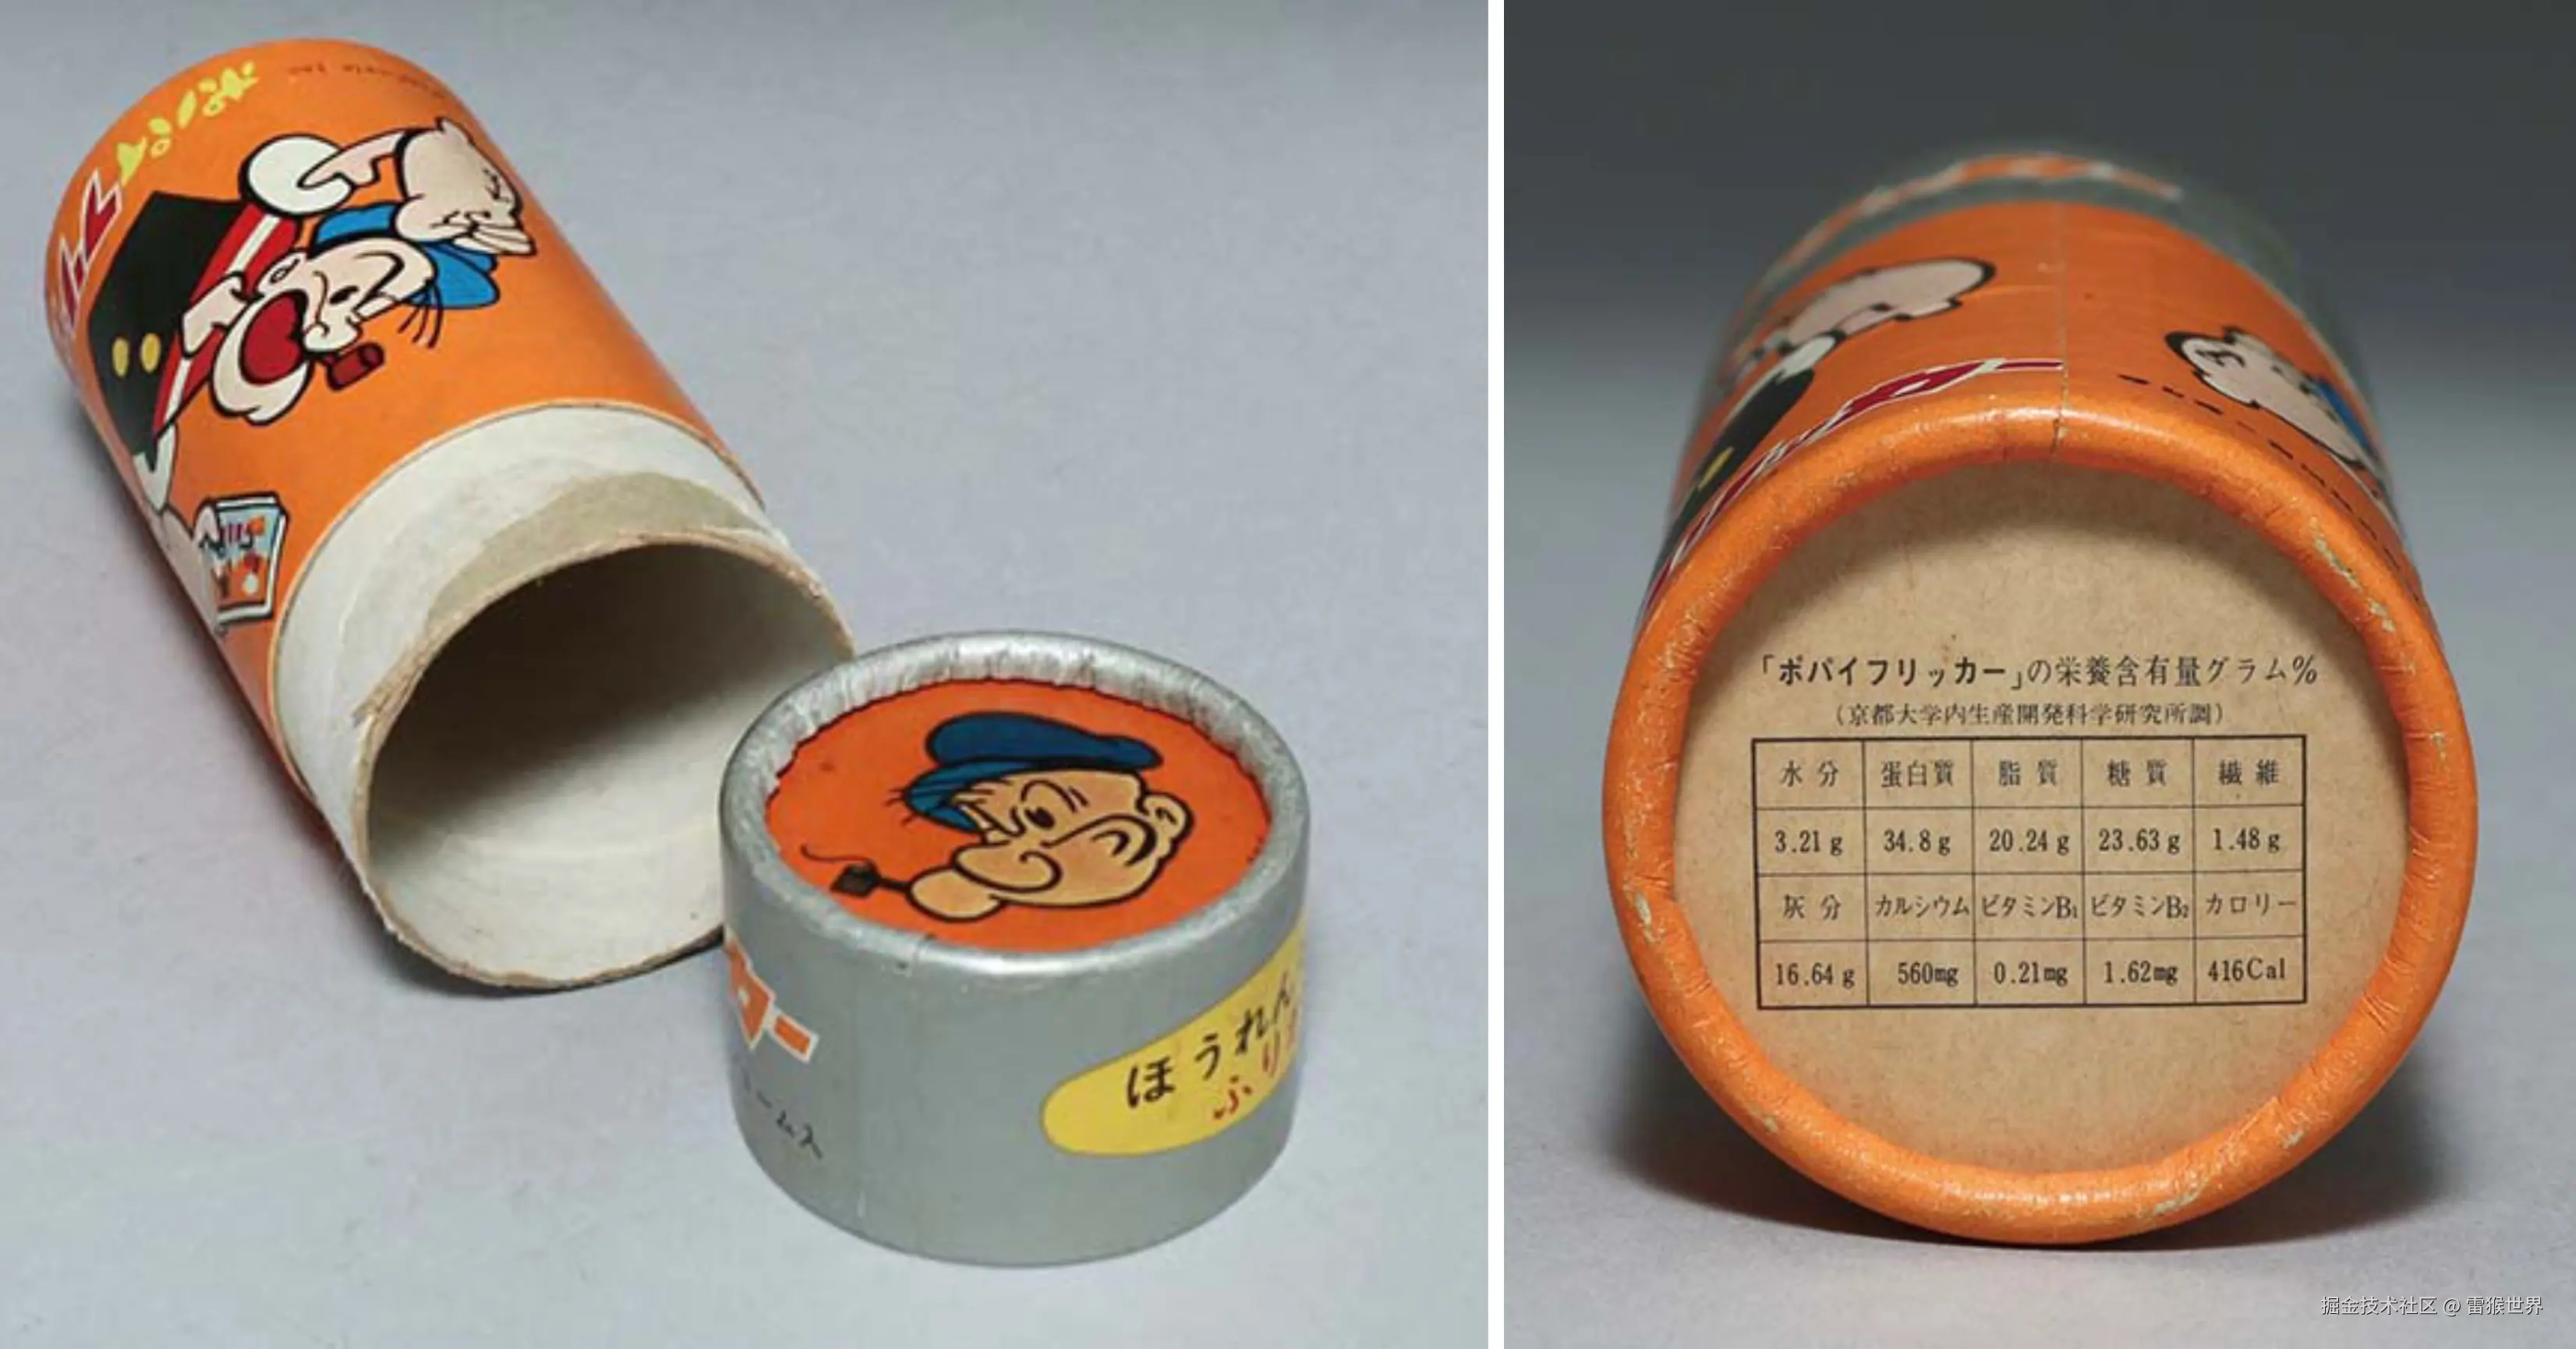 ほうれん
ふり
ームス
「ポパイフリッカー」の栄養含有量グラム%
(京都大学内生産開発科学研究所調)
水分 蛋白質 脂質 糖質 繊維
3.21g 34.8g 20.24g 23.63g 1.48g
灰分 カルシウム ビタミンB₁ ビタミンB₂ カロリー
16.64g 560mg 0.21mg 1.62mg 416Cal
掘金技术社区 @ 雷猴世界